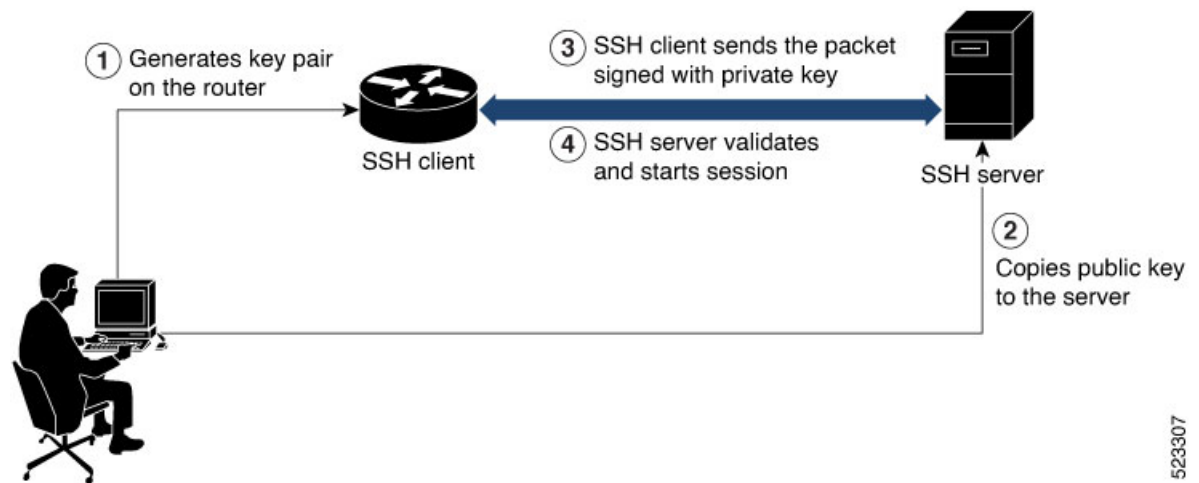 1 Generates key pair
on the router
SSH client
3 SSH client sends the packet
signed with private key
4 SSH server validates
and starts session
SSH server
2
Copies public key
to the server
523307